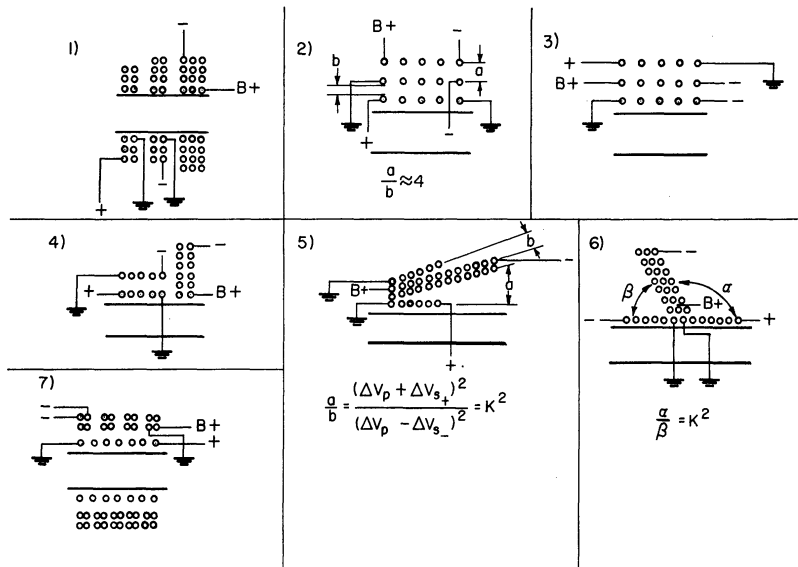 1)
−
B+
−
+
2)
B+
−
b
a
+
−
a/b ≈ 4
3)
+
B+
−
−
4)
−
−
+
B+
5)
b
−
B+
a
+
a/b = (ΔVp + ΔVs+)² / (ΔVp − ΔVs−)² = K²
6)
−
β
α
B+
−
+
α/β = K²
7)
−
−
B+
+